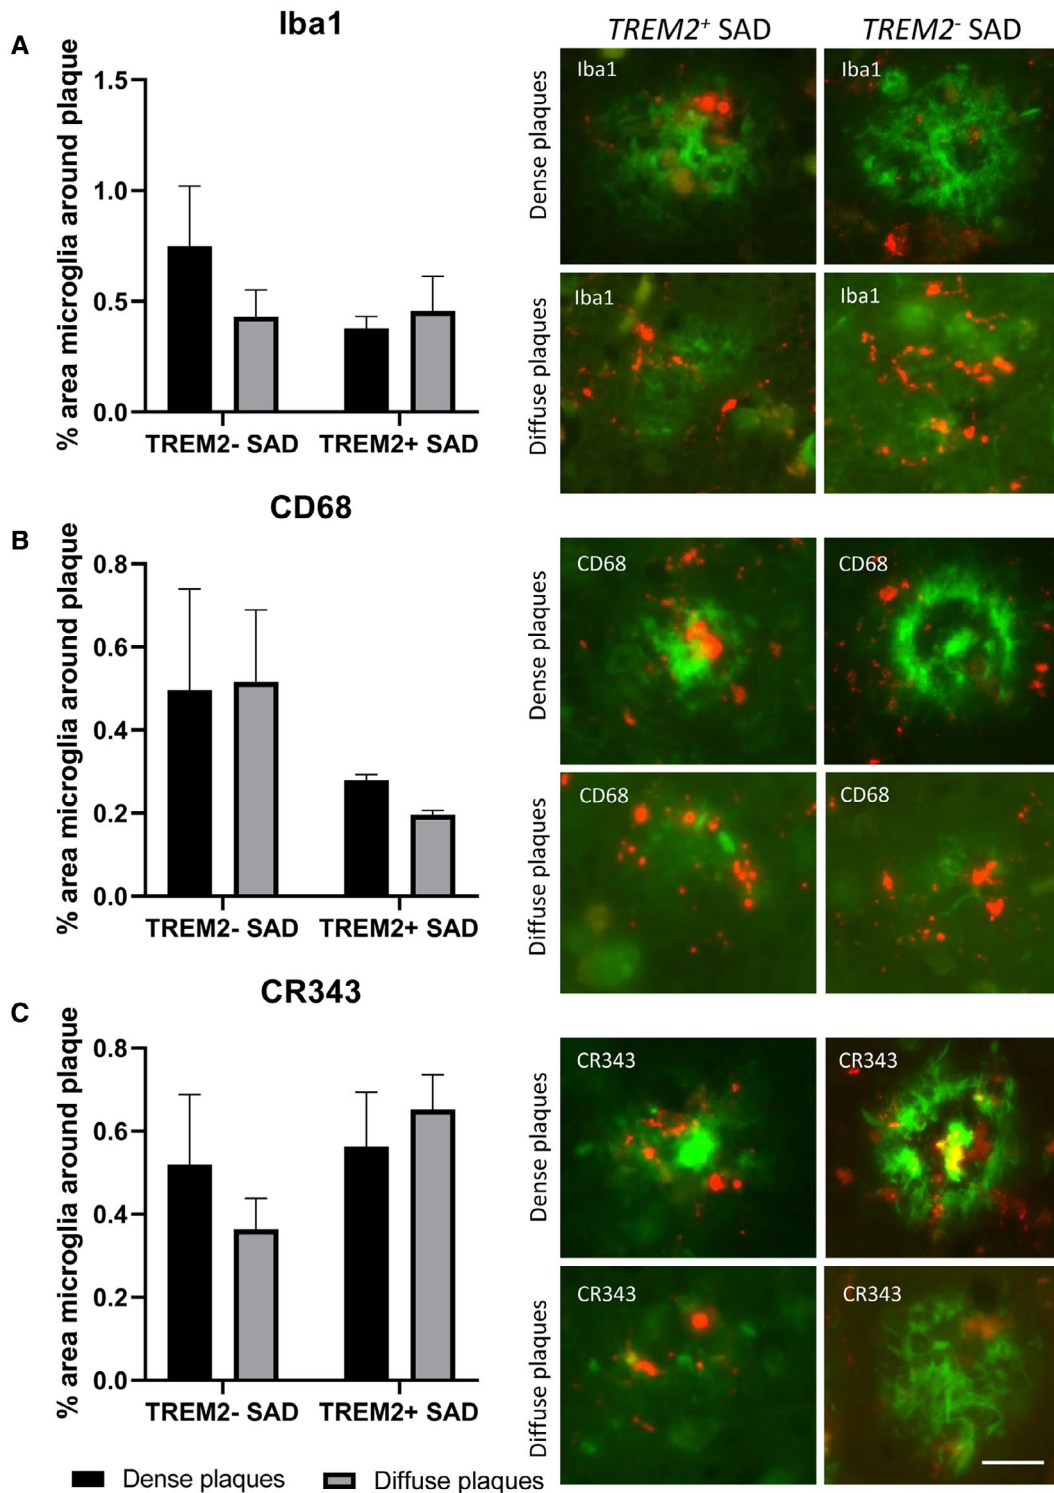 A
Iba1
% area microglia around plaque
1.5
1.0
0.5
0.0
TREM2- SAD
TREM2+ SAD
TREM2+ SAD
TREM2- SAD
Dense plaques
Iba1
Iba1
Diffuse plaques
Iba1
Iba1
B
CD68
% area microglia around plaque
0.8
0.6
0.4
0.2
0.0
TREM2- SAD
TREM2+ SAD
Dense plaques
CD68
CD68
Diffuse plaques
CD68
CD68
C
CR343
% area microglia around plaque
0.8
0.6
0.4
0.2
0.0
TREM2- SAD
TREM2+ SAD
Dense plaques
CR343
CR343
Diffuse plaques
CR343
CR343
Dense plaques
Diffuse plaques